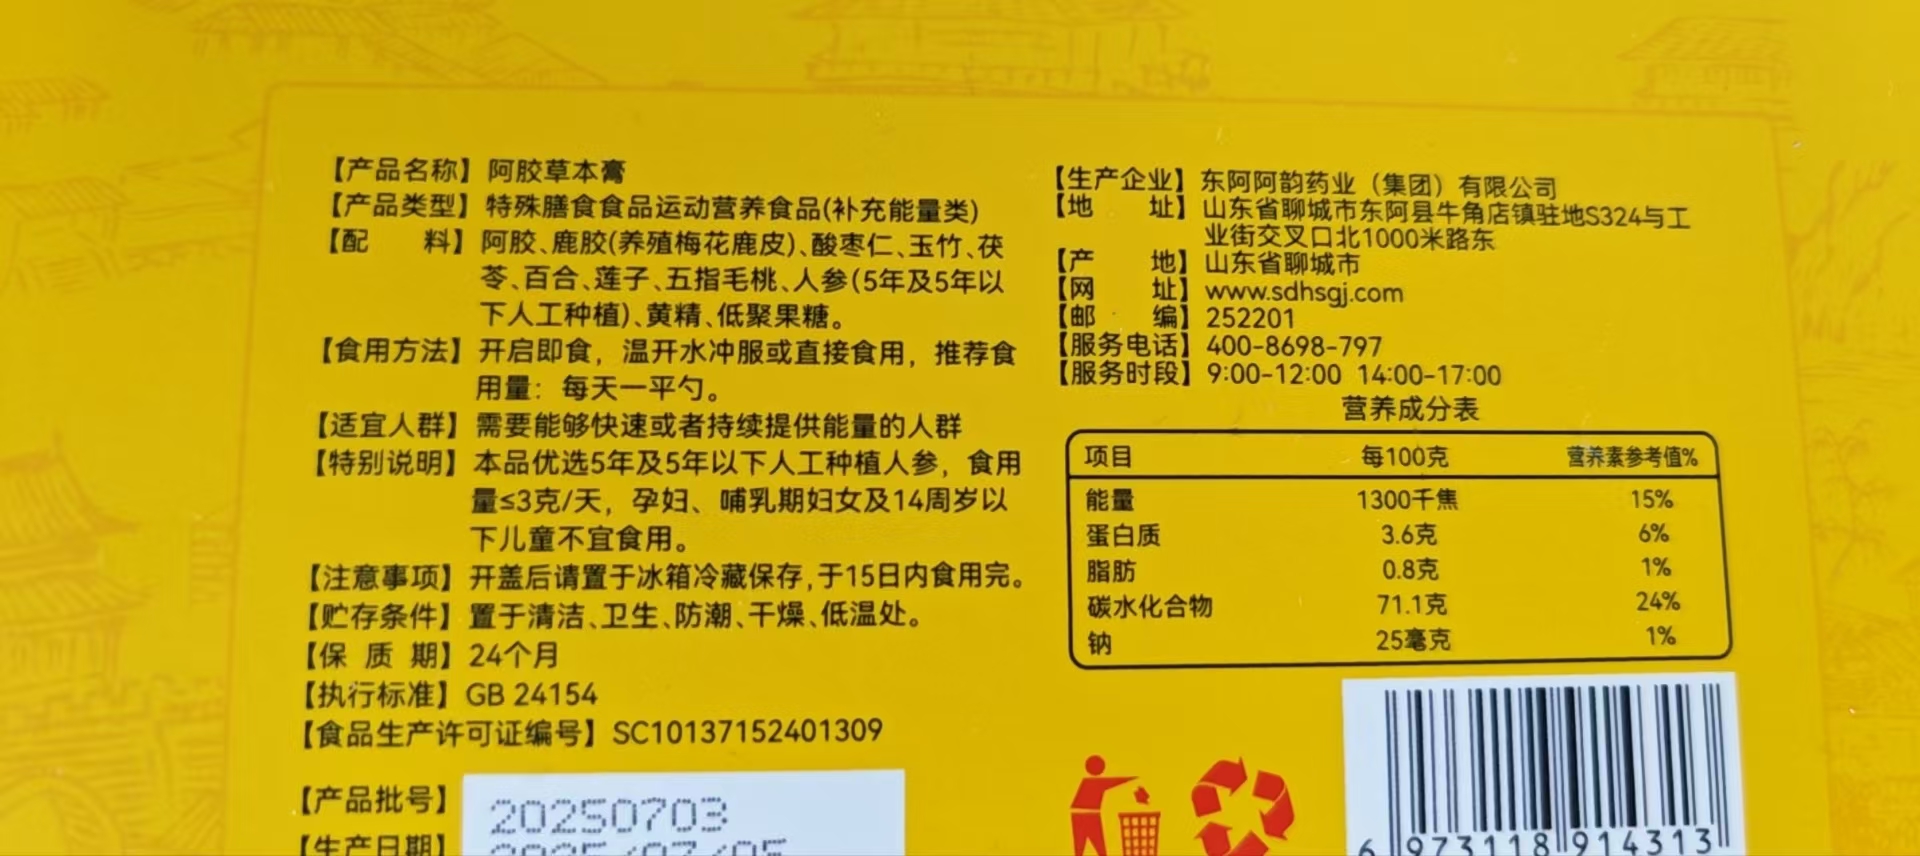 【产品名称】阿胶草本膏
【产品类型】特殊膳食食品运动营养食品(补充能量类)
【配 料】阿胶、鹿胶(养殖梅花鹿皮)、酸枣仁、玉竹、茯
苓、百合、莲子、五指毛桃、人参(5年及5年以
下人工种植)、黄精、低聚果糖。
【食用方法】开启即食，温开水冲服或直接食用，推荐食
用量：每天一平勺。
【适宜人群】需要能够快速或者持续提供能量的人群
【特别说明】本品优选5年及5年以下人工种植人参，食用
量≤3克/天，孕妇、哺乳期妇女及14周岁以
下儿童不宜食用。
【注意事项】开盖后请置于冰箱冷藏保存,于15日内食用完。
【贮存条件】置于清洁、卫生、防潮、干燥、低温处。
【保 质 期】24个月
【执行标准】GB 24154
【食品生产许可证编号】SC10137152401309
【产品批号】20250703
【生产日期】
【生产企业】东阿阿韵药业（集团）有限公司
【地 址】山东省聊城市东阿县牛角店镇驻地S324与工
业街交叉口北1000米路东
【产 地】山东省聊城市
【网 址】www.sdhsgj.com
【邮 编】252201
【服务电话】400-8698-797
【服务时段】9:00-12:00 14:00-17:00
营养成分表
项目 每100克 营养素参考值%
能量 1300千焦 15%
蛋白质 3.6克 6%
脂肪 0.8克 1%
碳水化合物 71.1克 24%
钠 25毫克 1%
6 973118 914313